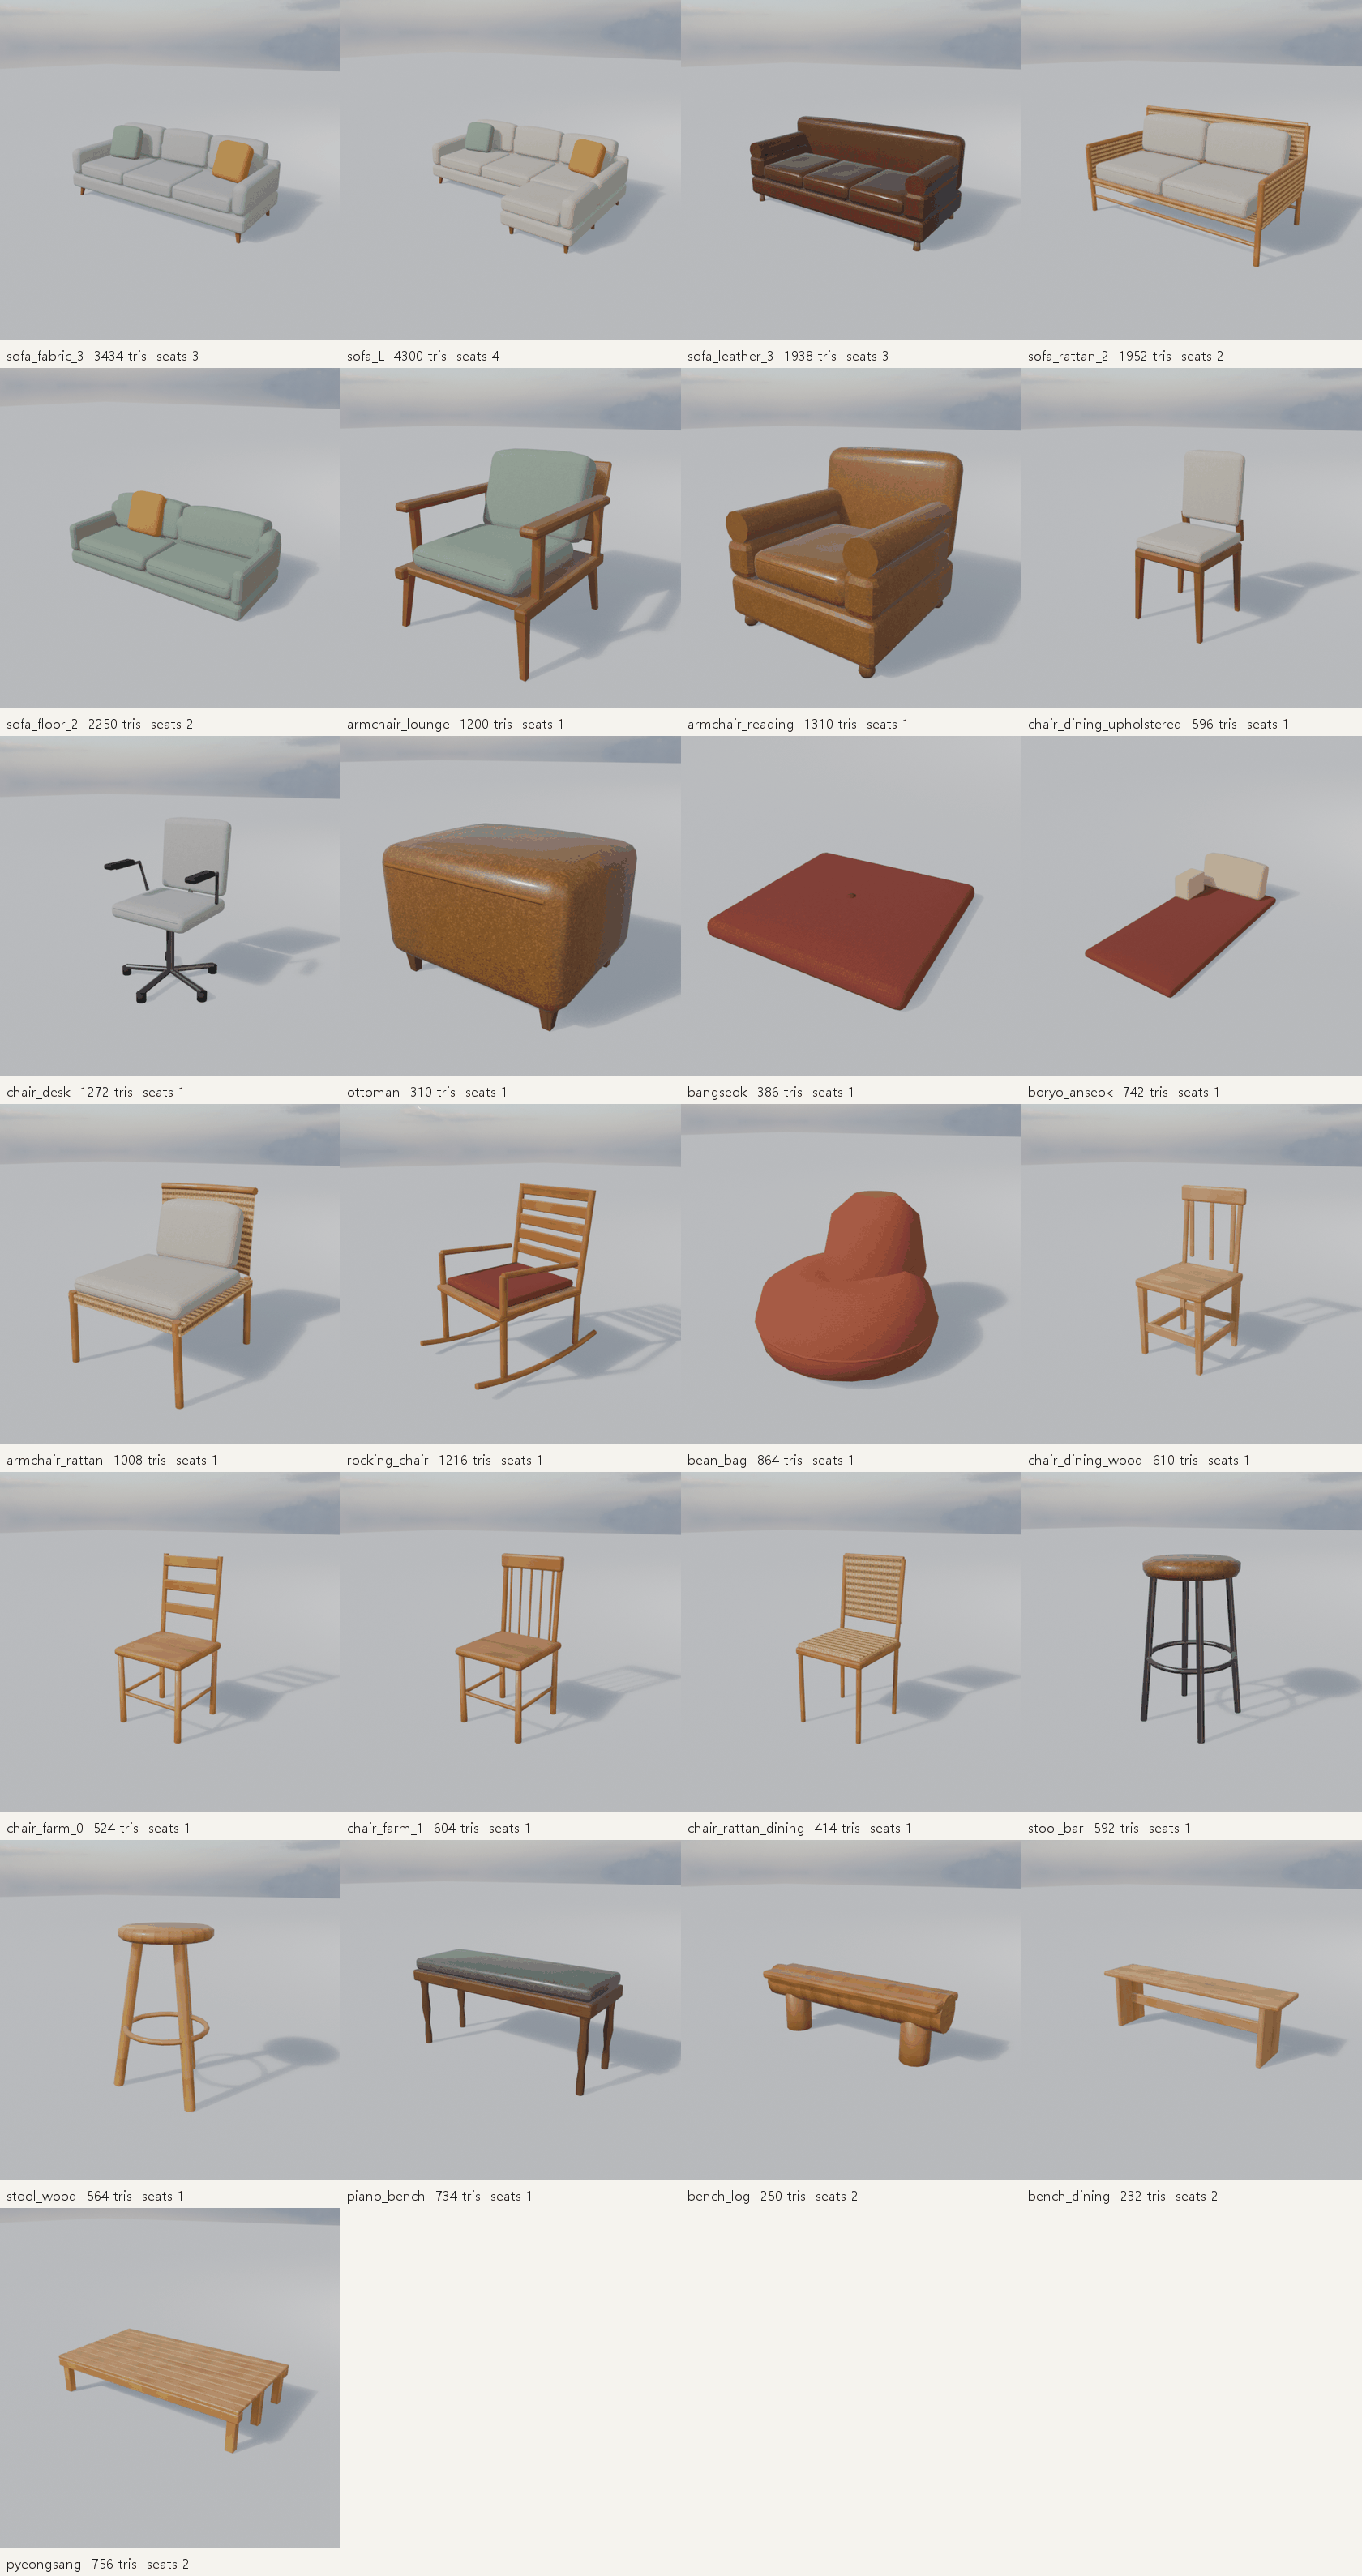 sofa_fabric_3 3434 tris seats 3
sofa_L 4300 tris seats 4
sofa_leather_3 1938 tris seats 3
sofa_rattan_2 1952 tris seats 2
sofa_floor_2 2250 tris seats 2
armchair_lounge 1200 tris seats 1
armchair_reading 1310 tris seats 1
chair_dining_upholstered 596 tris seats 1
chair_desk 1272 tris seats 1
ottoman 310 tris seats 1
bangseok 386 tris seats 1
boryo_anseok 742 tris seats 1
armchair_rattan 1008 tris seats 1
rocking_chair 1216 tris seats 1
bean_bag 864 tris seats 1
chair_dining_wood 610 tris seats 1
chair_farm_0 524 tris seats 1
chair_farm_1 604 tris seats 1
chair_rattan_dining 414 tris seats 1
stool_bar 592 tris seats 1
stool_wood 564 tris seats 1
piano_bench 734 tris seats 1
bench_log 250 tris seats 2
bench_dining 232 tris seats 2
pyeongsang 756 tris seats 2